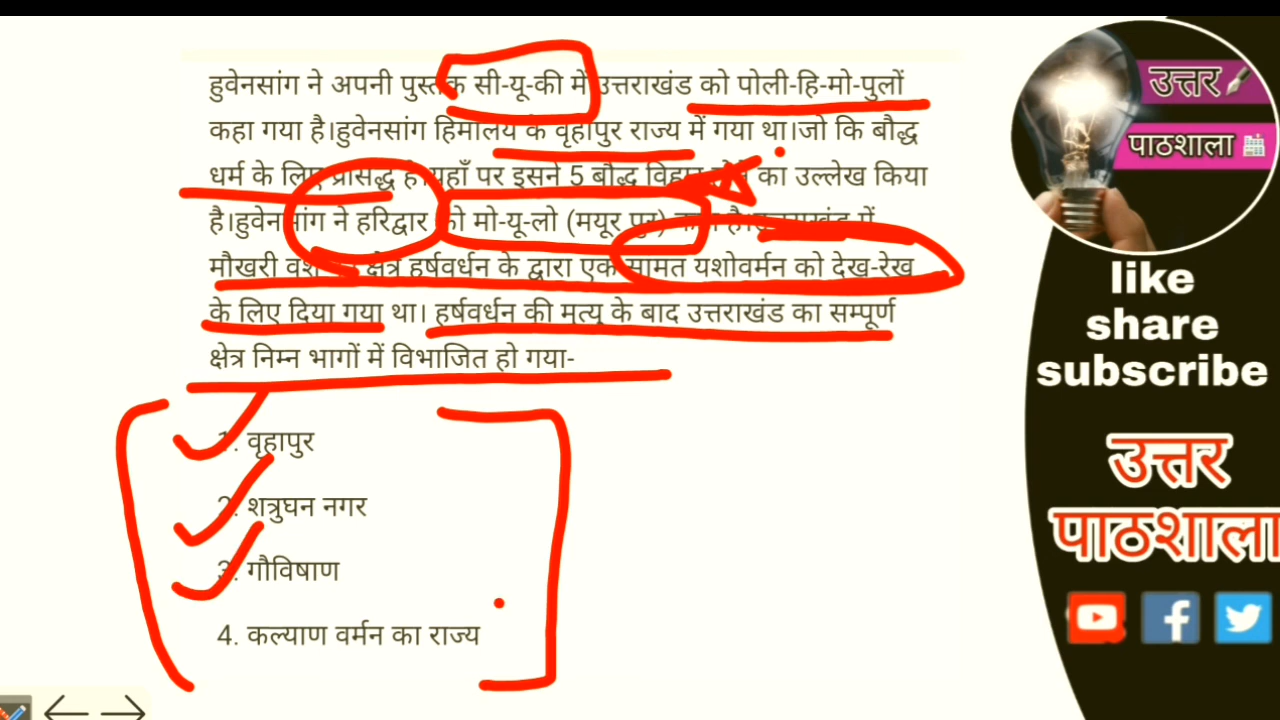 हुवेनसांग ने अपनी पुस्तक सी-यू-की में उत्तराखंड को पोली-हि-मो-पुलों
कहा गया है।हुवेनसांग हिमालय के वृहापुर राज्य में गया था।जो कि बौद्ध
धर्म के लिए प्रसिद्ध है।यहाँ पर इसने 5 बौद्ध विहार का उल्लेख किया
है।हुवेनसांग ने हरिद्वार को मो-यू-लो (मयूर पुर) है। में
मौखरी वंश क्षेत्र हर्षवर्धन के द्वारा एक सामंत यशोवर्मन को देख-रेख
के लिए दिया गया था। हर्षवर्धन की मत्यू के बाद उत्तराखंड का सम्पूर्ण
क्षेत्र निम्न भागों में विभाजित हो गया-
1. वृहापुर
2. शत्रुघन नगर
3. गौविषाण
4. कल्याण वर्मन का राज्य
उत्तर
पाठशाला
like
share
subscribe
उत्तर
पाठशाला